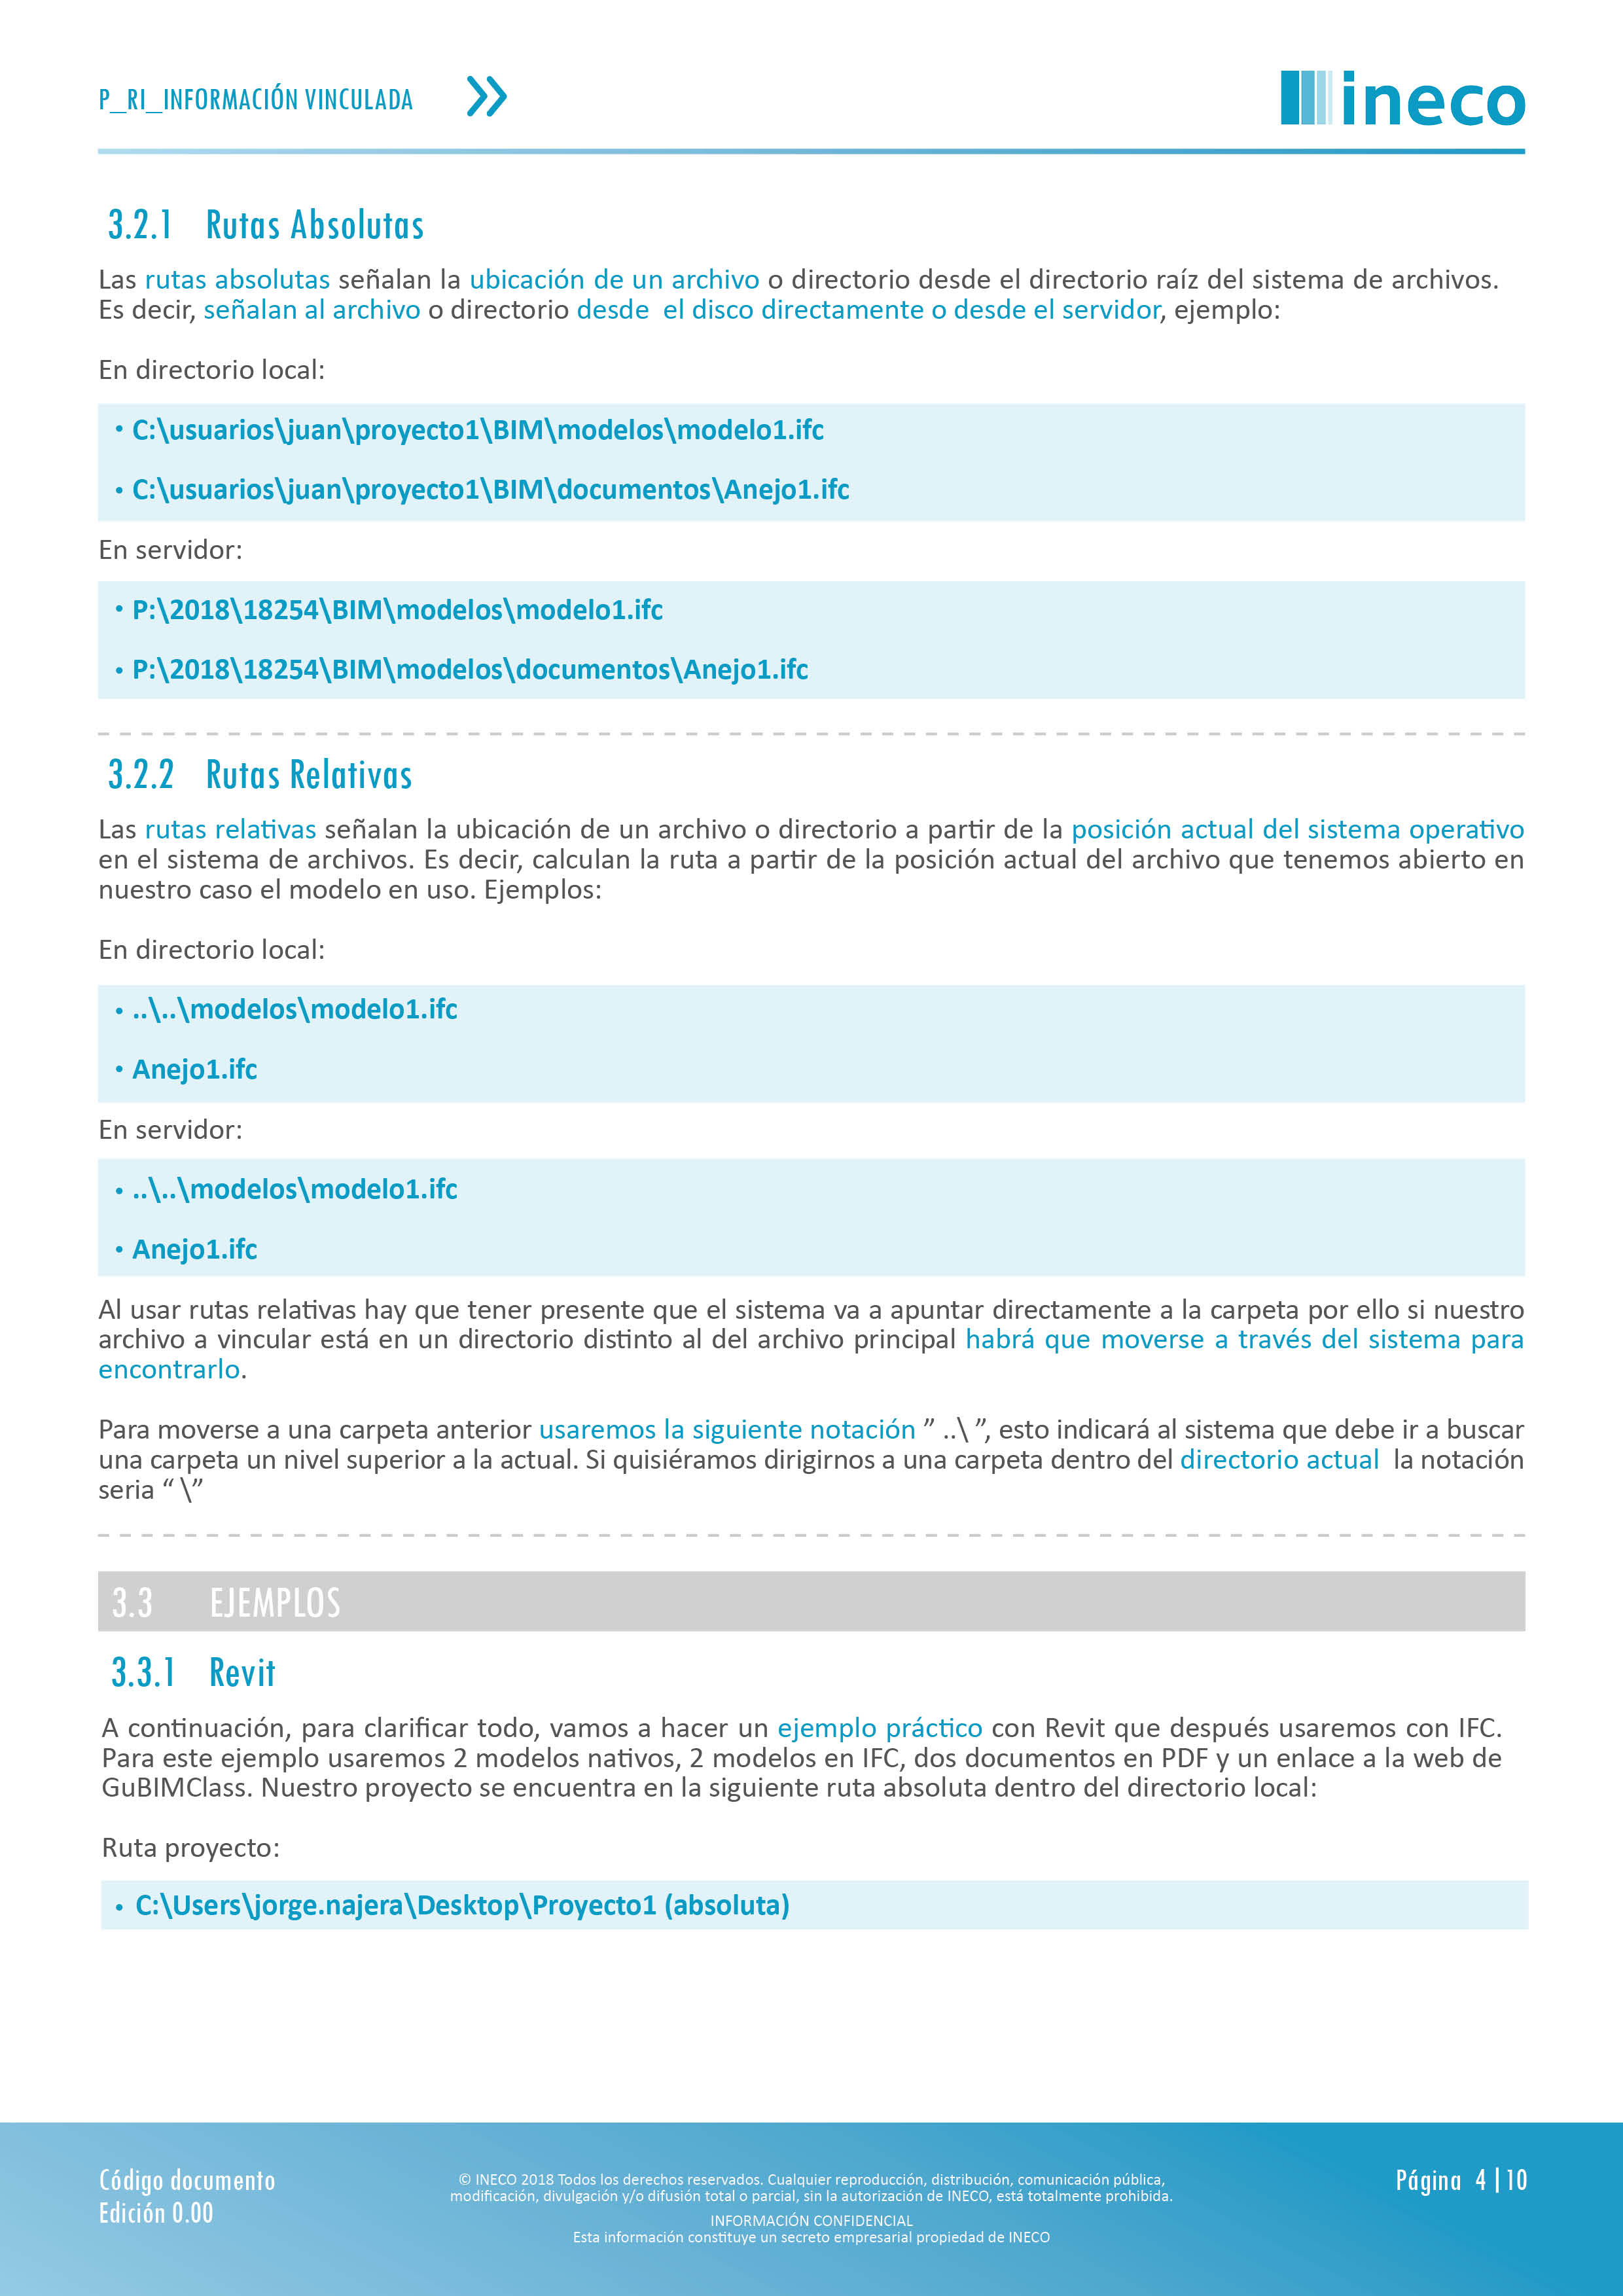 P_RI_INFORMACIÓN VINCULADA
ineco
3.2.1 Rutas Absolutas
Las rutas absolutas señalan la ubicación de un archivo o directorio desde el directorio raíz del sistema de archivos.
Es decir, señalan al archivo o directorio desde  el disco directamente o desde el servidor, ejemplo:
En directorio local:
• C:\usuarios\juan\proyecto1\BIM\modelos\modelo1.ifc
• C:\usuarios\juan\proyecto1\BIM\documentos\Anejo1.ifc
En servidor:
• P:\2018\18254\BIM\modelos\modelo1.ifc
• P:\2018\18254\BIM\modelos\documentos\Anejo1.ifc
3.2.2 Rutas Relativas
Las rutas relativas señalan la ubicación de un archivo o directorio a partir de la posición actual del sistema operativo
en el sistema de archivos. Es decir, calculan la ruta a partir de la posición actual del archivo que tenemos abierto en
nuestro caso el modelo en uso. Ejemplos:
En directorio local:
• ..\..\modelos\modelo1.ifc
• Anejo1.ifc
En servidor:
• ..\..\modelos\modelo1.ifc
• Anejo1.ifc
Al usar rutas relativas hay que tener presente que el sistema va a apuntar directamente a la carpeta por ello si nuestro
archivo a vincular está en un directorio distinto al del archivo principal habrá que moverse a través del sistema para
encontrarlo.
Para moverse a una carpeta anterior usaremos la siguiente notación ” ..\ ”, esto indicará al sistema que debe ir a buscar
una carpeta un nivel superior a la actual. Si quisiéramos dirigirnos a una carpeta dentro del directorio actual  la notación
seria “ \”
3.3 EJEMPLOS
3.3.1 Revit
A continuación, para clarificar todo, vamos a hacer un ejemplo práctico con Revit que después usaremos con IFC.
Para este ejemplo usaremos 2 modelos nativos, 2 modelos en IFC, dos documentos en PDF y un enlace a la web de
GuBIMClass. Nuestro proyecto se encuentra en la siguiente ruta absoluta dentro del directorio local:
Ruta proyecto:
• C:\Users\jorge.najera\Desktop\Proyecto1 (absoluta)
Código documento
Edición 0.00
© INECO 2018 Todos los derechos reservados. Cualquier reproducción, distribución, comunicación pública,
modificación, divulgación y/o difusión total o parcial, sin la autorización de INECO, está totalmente prohibida.
INFORMACIÓN CONFIDENCIAL
Esta información constituye un secreto empresarial propiedad de INECO
Página 4|10